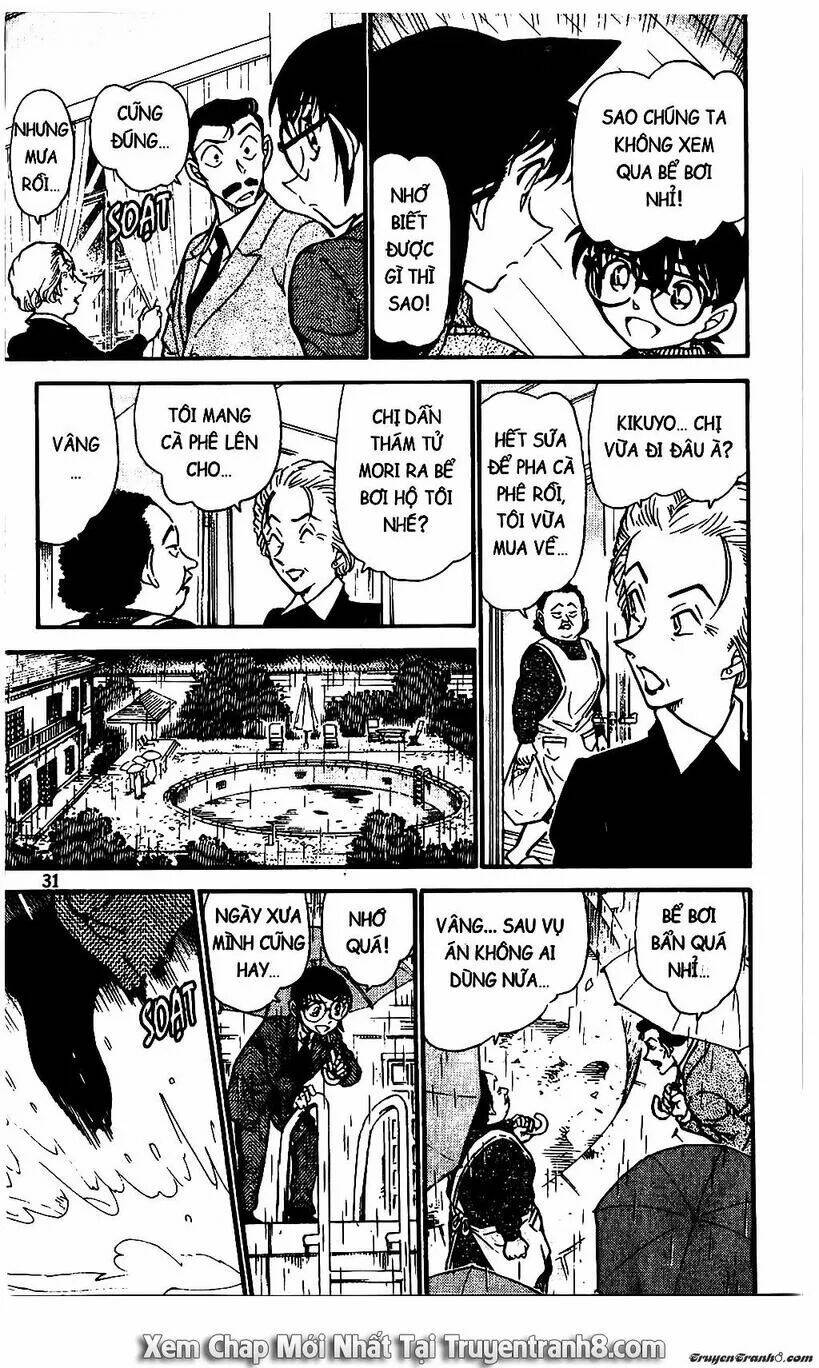 SAO CHÚNG TA
KHÔNG XEM
QUA BỂ BƠI
NHỈ!
NHỚ
BIẾT
ĐƯỢC
GÌ THÌ
SAO!
CŨNG
ĐÚNG...
NHƯNG
MƯA
RỒI...
SOẠT
KIKUYO... CHỊ
VỪA ĐI ĐÂU À?
HẾT SỮA
ĐỂ PHA CÀ
PHÊ RỒI,
TÔI VỪA
MUA VỀ...
CHỊ DẪN
THÁM TỬ
MORI RA BỂ
BƠI HỘ TÔI
NHÉ?
TÔI MANG
CÀ PHÊ LÊN
CHO...
VÂNG
...
31
BỂ BƠI
BẨN QUÁ
NHỈ...
VÂNG... SAU VỤ
ÁN KHÔNG AI
DÙNG NỮA...
NHỚ
QUÁ!
NGÀY XƯA
MÌNH CŨNG
HAY...
SOẠT
Xem Chap Mới Nhất Tại Truyentranh8.com
TruyenTranh8.com